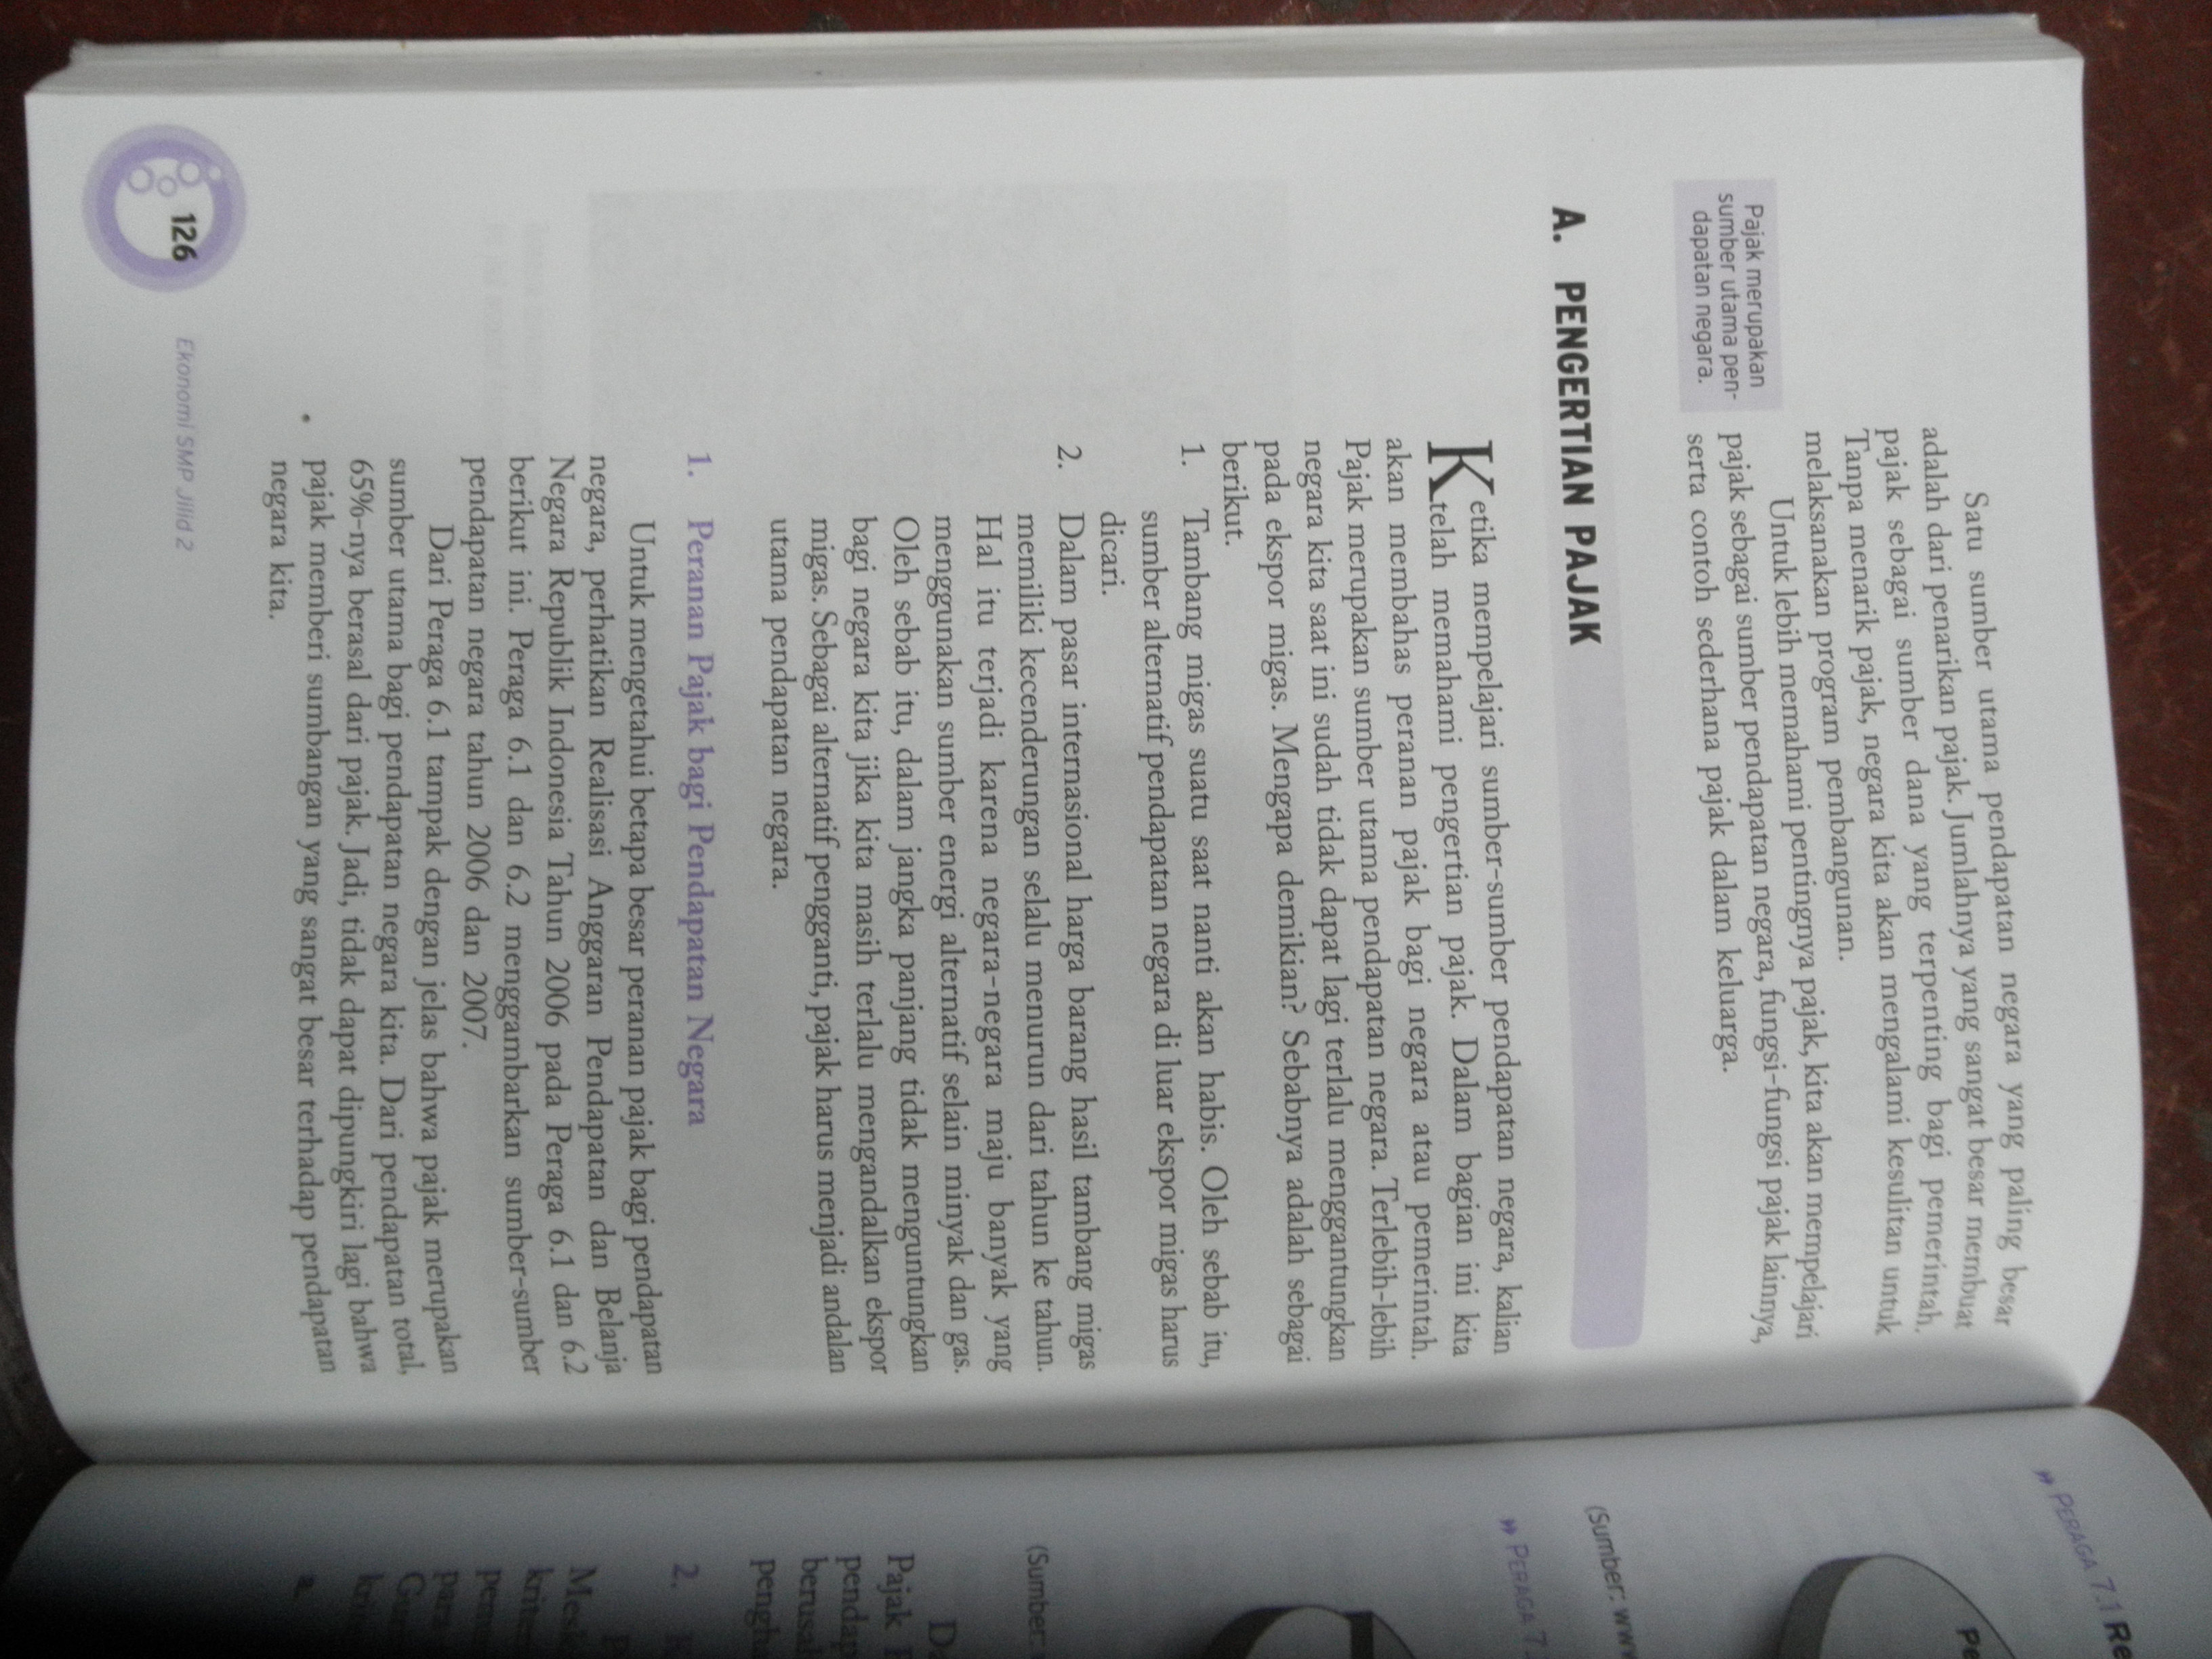 Satu sumber utama pendapatan negara yang paling besar
adalah dari penarikan pajak. Jumlahnya yang sangat besar membuat
pajak sebagai sumber dana yang terpenting bagi pemerintah.
Tanpa menarik pajak, negara kita akan mengalami kesulitan untuk
melaksanakan program pembangunan.
Untuk lebih memahami pentingnya pajak, kita akan mempelajari
pajak sebagai sumber pendapatan negara, fungsi-fungsi pajak lainnya,
serta contoh sederhana pajak dalam keluarga.
Pajak merupakan
sumber utama pen-
dapatan negara.
A. PENGERTIAN PAJAK
Ketika mempelajari sumber-sumber pendapatan negara, kalian
telah memahami pengertian pajak. Dalam bagian ini kita
akan membahas peranan pajak bagi negara atau pemerintah.
Pajak merupakan sumber utama pendapatan negara. Terlebih-lebih
negara kita saat ini sudah tidak dapat lagi terlalu menggantungkan
pada ekspor migas. Mengapa demikian? Sebabnya adalah sebagai
berikut.
1. Tambang migas suatu saat nanti akan habis. Oleh sebab itu,
sumber alternatif pendapatan negara di luar ekspor migas harus
dicari.
2. Dalam pasar internasional harga barang hasil tambang migas
memiliki kecenderungan selalu menurun dari tahun ke tahun.
Hal itu terjadi karena negara-negara maju banyak yang
menggunakan sumber energi alternatif selain minyak dan gas.
Oleh sebab itu, dalam jangka panjang tidak menguntungkan
bagi negara kita jika kita masih terlalu mengandalkan ekspor
migas. Sebagai alternatif pengganti, pajak harus menjadi andalan
utama pendapatan negara.
1. Peranan Pajak bagi Pendapatan Negara
Untuk mengetahui betapa besar peranan pajak bagi pendapatan
negara, perhatikan Realisasi Anggaran Pendapatan dan Belanja
Negara Republik Indonesia Tahun 2006 pada Peraga 6.1 dan 6.2
berikut ini. Peraga 6.1 dan 6.2 menggambarkan sumber-sumber
pendapatan negara tahun 2006 dan 2007.
Dari Peraga 6.1 tampak dengan jelas bahwa pajak merupakan
sumber utama bagi pendapatan negara kita. Dari pendapatan total,
65%-nya berasal dari pajak. Jadi, tidak dapat dipungkiri lagi bahwa
pajak memberi sumbangan yang sangat besar terhadap pendapatan
negara kita.
126
Ekonomi SMP Jilid 2
» PERAGA 7.1 Re
Pe
(Sumber: www
» PERAGA 7.
(Sumber:
Da
Pajak
pendap
berusah
pengha
2.
Mesk